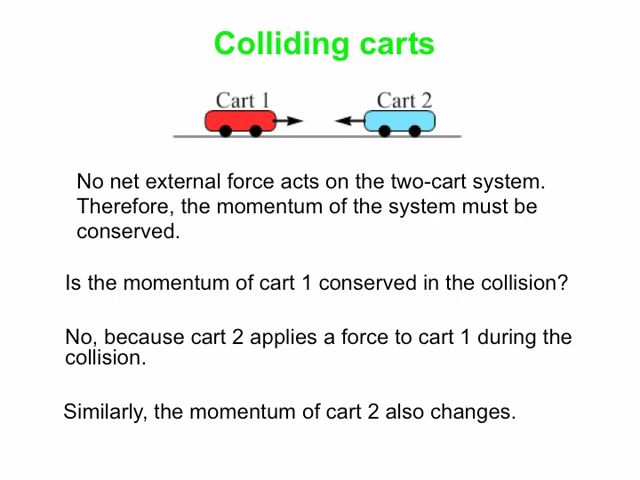 Colliding carts
Cart 1 Cart 2
No net external force acts on the two-cart system.
Therefore, the momentum of the system must be
conserved.
Is the momentum of cart 1 conserved in the collision?
No, because cart 2 applies a force to cart 1 during the
collision.
Similarly, the momentum of cart 2 also changes.